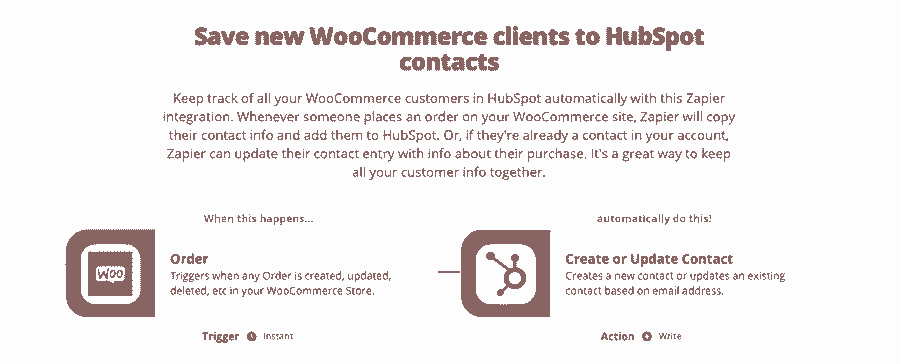 Save new WooCommerce clients to HubSpot
contacts
Keep track of all your WooCommerce customers in HubSpot automatically with this Zapier
integration. Whenever someone places an order on your WooCommerce site, Zapier will copy
their contact info and add them to HubSpot. Or, if they're already a contact in your account,
Zapier can update their contact entry with info about their purchase. It's a great way to keep
all your customer info together.
When this happens...
Woo
Order
Triggers when any Order is created, updated,
deleted, etc in your WooCommerce Store.
Trigger Instant
automatically do this!
Create or Update Contact
Creates a new contact or updates an existing
contact based on email address.
Action Write